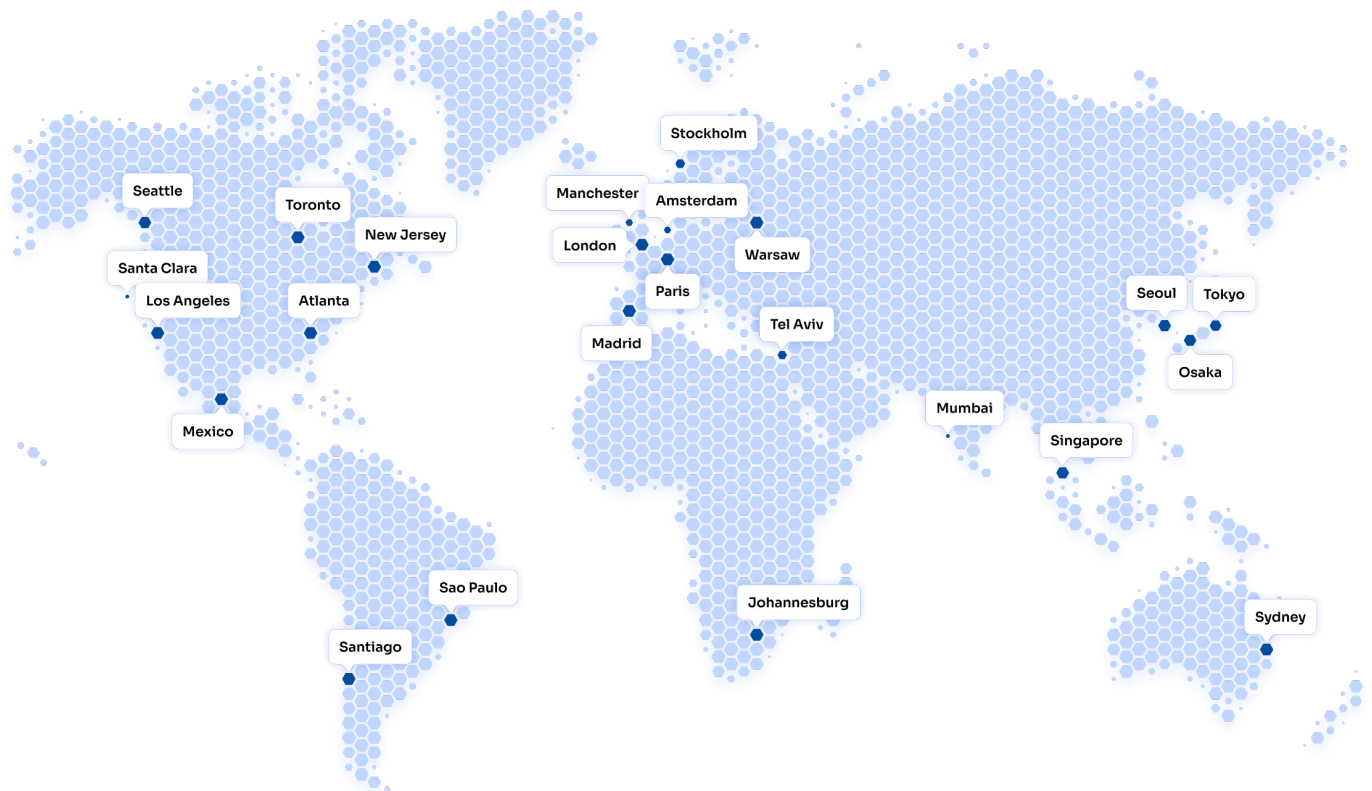 Stockholm
Seattle
Manchester
Amsterdam
Toronto
New Jersey
London
Warsaw
Santa Clara
Los Angeles
Atlanta
Paris
Seoul
Tokyo
Tel Aviv
Madrid
Osaka
Mumbai
Mexico
Singapore
Sao Paulo
Johannesburg
Sydney
Santiago